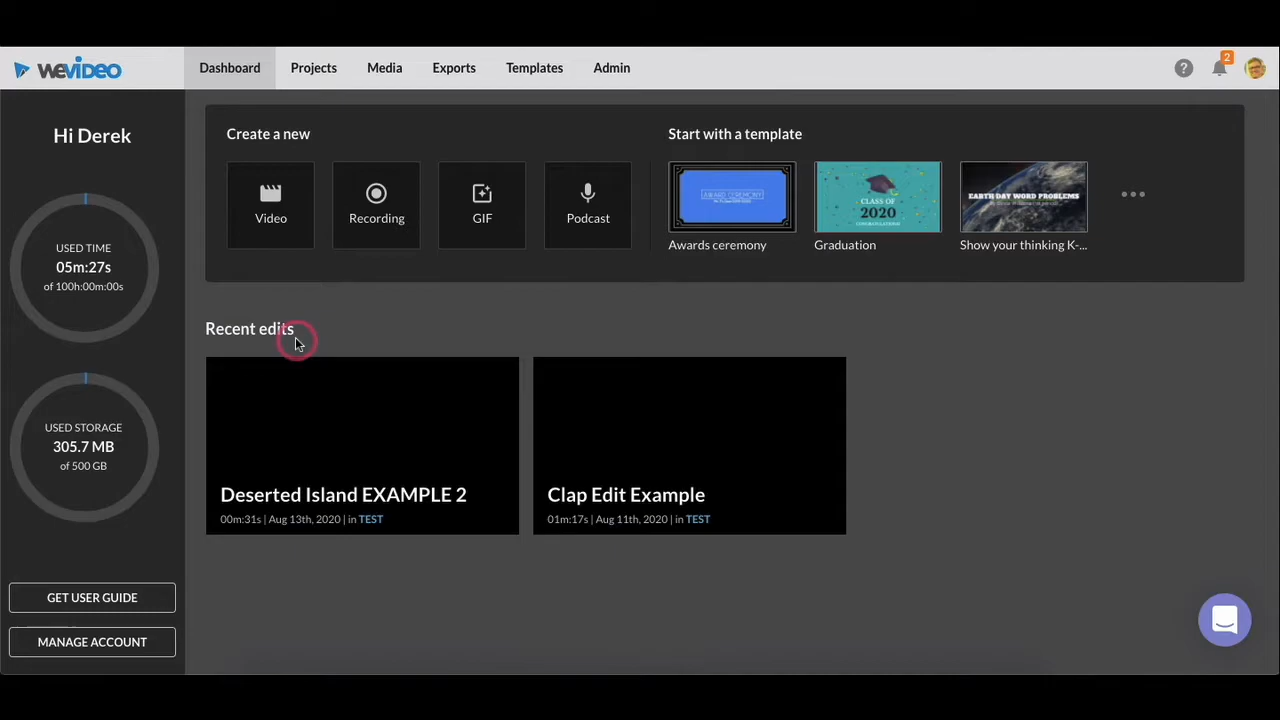 WEVIDEO
Dashboard
Projects
Media
Exports
Templates
Admin
?
2
Hi Derek
USED TIME
05m:27s
of 100h:00m:00s
USED STORAGE
305.7 MB
of 500 GB
GET USER GUIDE
MANAGE ACCOUNT
Create a new
Video
Recording
GIF
Podcast
Start with a template
AWARD CEREMONY
Awards ceremony
CLASS OF
2020
CONGRATULATIONS!
Graduation
EARTH DAY WORD PROBLEMS
Show your thinking K-...
Recent edits
Deserted Island EXAMPLE 2
00m:31s | Aug 13th, 2020 | in TEST
Clap Edit Example
01m:17s | Aug 11th, 2020 | in TEST